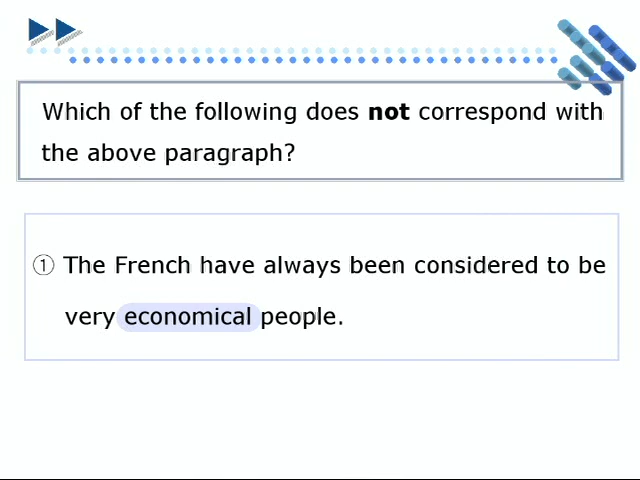 Which of the following does not correspond with
the above paragraph?
① The French have always been considered to be
very economical people.